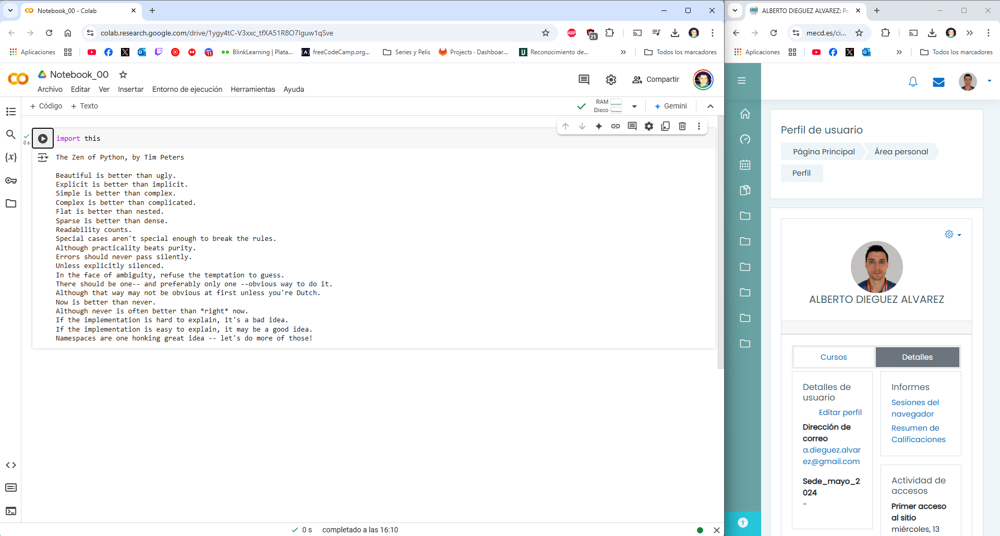 Notebook_00 - Colab
colab.research.google.com/drive/1ygy4tC-V3xxc_tfXA51R8O7Iguw1qSve
ABP
21
Aplicaciones
11
BlinkLearning | Plata...
freeCodeCamp.org...
Series y Pelis
Projects · Dashboar...
Reconocimiento de...
»
Todos los marcadores
Notebook_00
Archivo Editar Ver Insertar Entorno de ejecución Herramientas Ayuda
Compartir
+ Código + Texto
RAM
Disco
Gemini
0 s
import this
The Zen of Python, by Tim Peters
Beautiful is better than ugly.
Explicit is better than implicit.
Simple is better than complex.
Complex is better than complicated.
Flat is better than nested.
Sparse is better than dense.
Readability counts.
Special cases aren't special enough to break the rules.
Although practicality beats purity.
Errors should never pass silently.
Unless explicitly silenced.
In the face of ambiguity, refuse the temptation to guess.
There should be one-- and preferably only one --obvious way to do it.
Although that way may not be obvious at first unless you're Dutch.
Now is better than never.
Although never is often better than *right* now.
If the implementation is hard to explain, it's a bad idea.
If the implementation is easy to explain, it may be a good idea.
Namespaces are one honking great idea -- let's do more of those!
0 s completado a las 16:10
ALBERTO DIEGUEZ ALVAREZ: Pe
mecd.es/ci...
»
Aplicaciones
»
Todos los marcadores
Perfil de usuario
Página Principal
Área personal
Perfil
ALBERTO DIEGUEZ ALVAREZ
Cursos
Detalles
Detalles de
usuario
Editar perfil
Dirección de
correo
a.dieguez.alvar
ez@gmail.com
Sede_mayo_2
024
-
Informes
Sesiones del
navegador
Resumen de
Calificaciones
Actividad de
accesos
Primer acceso
al sitio
miércoles, 13